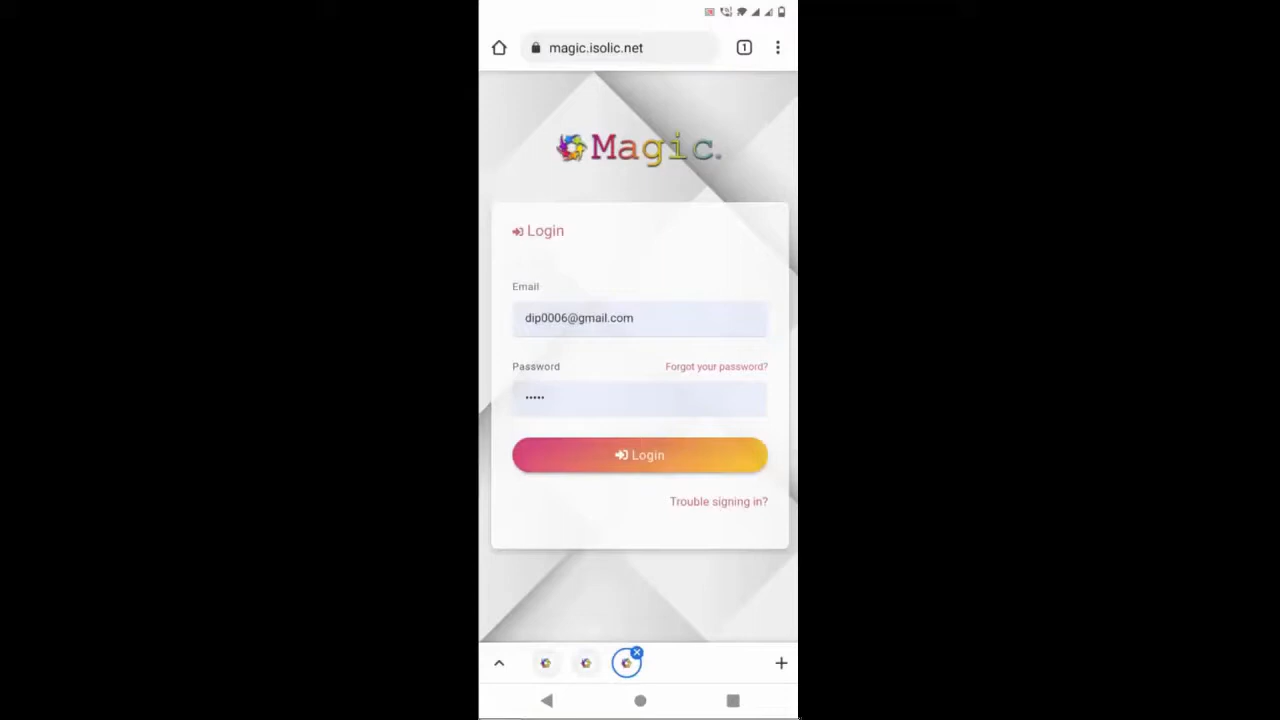 magic.isolic.net
1
Magic.
Login
Email
dip0006@gmail.com
Password
Forgot your password?
•••••
Login
Trouble signing in?